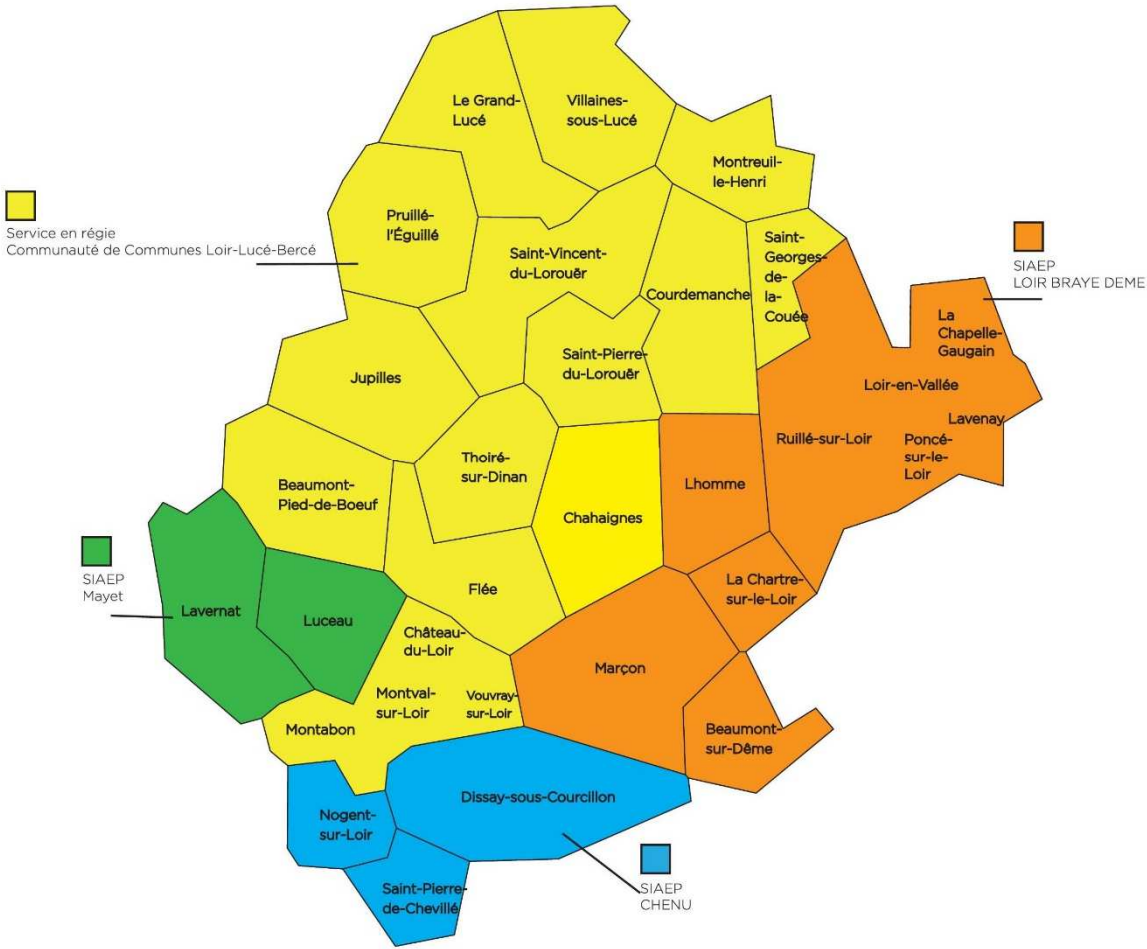 Le Grand-
Lucé
Villaines-
sous-Lucé
Montreuil-
le-Henri
Service en régie
Communauté de Communes Loir-Lucé-Bercé
Pruillé-
l'Éguillé
Saint-Vincent-
du-Lorouër
Saint-
Georges-
de-
la-
Couée
SIAEP
LOIR BRAYE DEME
Courdemanche
La
Chapelle-
Gaugain
Jupilles
Saint-Pierre-
du-Lorouër
Loir-en-Vallée
Lavenay
Ruillé-sur-Loir
Poncé-
sur-le-
Loir
Thoiré-
sur-Dinan
Beaumont-
Pied-de-Boeuf
Lhomme
Chahaignes
SIAEP
Mayet
Flée
La Chartre-
sur-le-Loir
Lavernat
Luceau
Château-
du-Loir
Marçon
Montval-
sur-Loir
Vouvray-
sur-Loir
Montabon
Beaumont-
sur-Dême
Dissay-sous-Courcillon
Nogent-
sur-Loir
Saint-Pierre-
de-Chevillé
SIAEP
CHENU